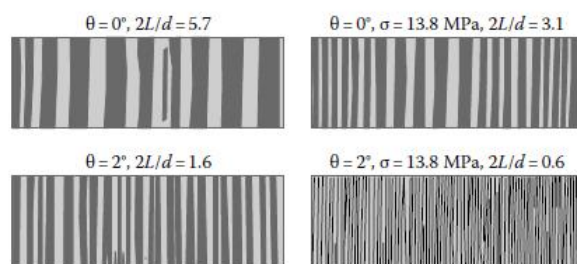 θ = 0°, 2L/d = 5.7
θ = 0°, σ = 13.8 MPa, 2L/d = 3.1
θ = 2°, 2L/d = 1.6
θ = 2°, σ = 13.8 MPa, 2L/d = 0.6